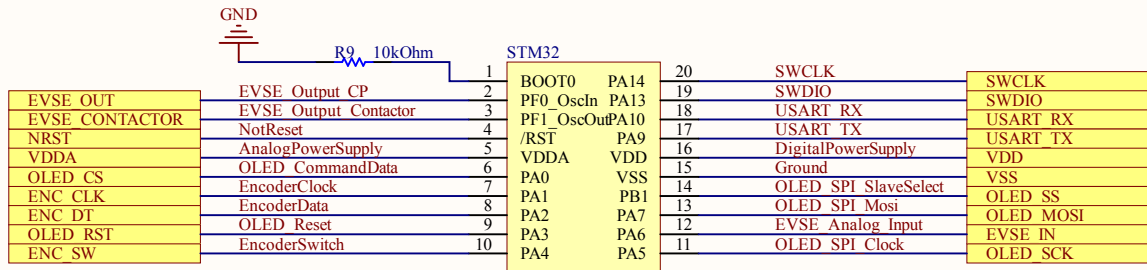 GND
R9 10kOhm STM32
1 BOOT0 PA14 20 SWCLK SWCLK
EVSE_OUT EVSE_Output_CP 2 PF0_OscIn PA13 19 SWDIO SWDIO
EVSE_CONTACTOR EVSE_Output_Contactor 3 PF1_OscOut PA10 18 USART_RX USART_RX
NRST NotReset 4 /RST PA9 17 USART_TX USART_TX
VDDA AnalogPowerSupply 5 VDDA VDD 16 DigitalPowerSupply VDD
OLED_CS OLED_CommandData 6 PA0 VSS 15 Ground VSS
ENC_CLK EncoderClock 7 PA1 PB1 14 OLED_SPI_SlaveSelect OLED_SS
ENC_DT EncoderData 8 PA2 PA7 13 OLED_SPI_Mosi OLED_MOSI
OLED_RST OLED_Reset 9 PA3 PA6 12 EVSE_Analog_Input EVSE_IN
ENC_SW EncoderSwitch 10 PA4 PA5 11 OLED_SPI_Clock OLED_SCK